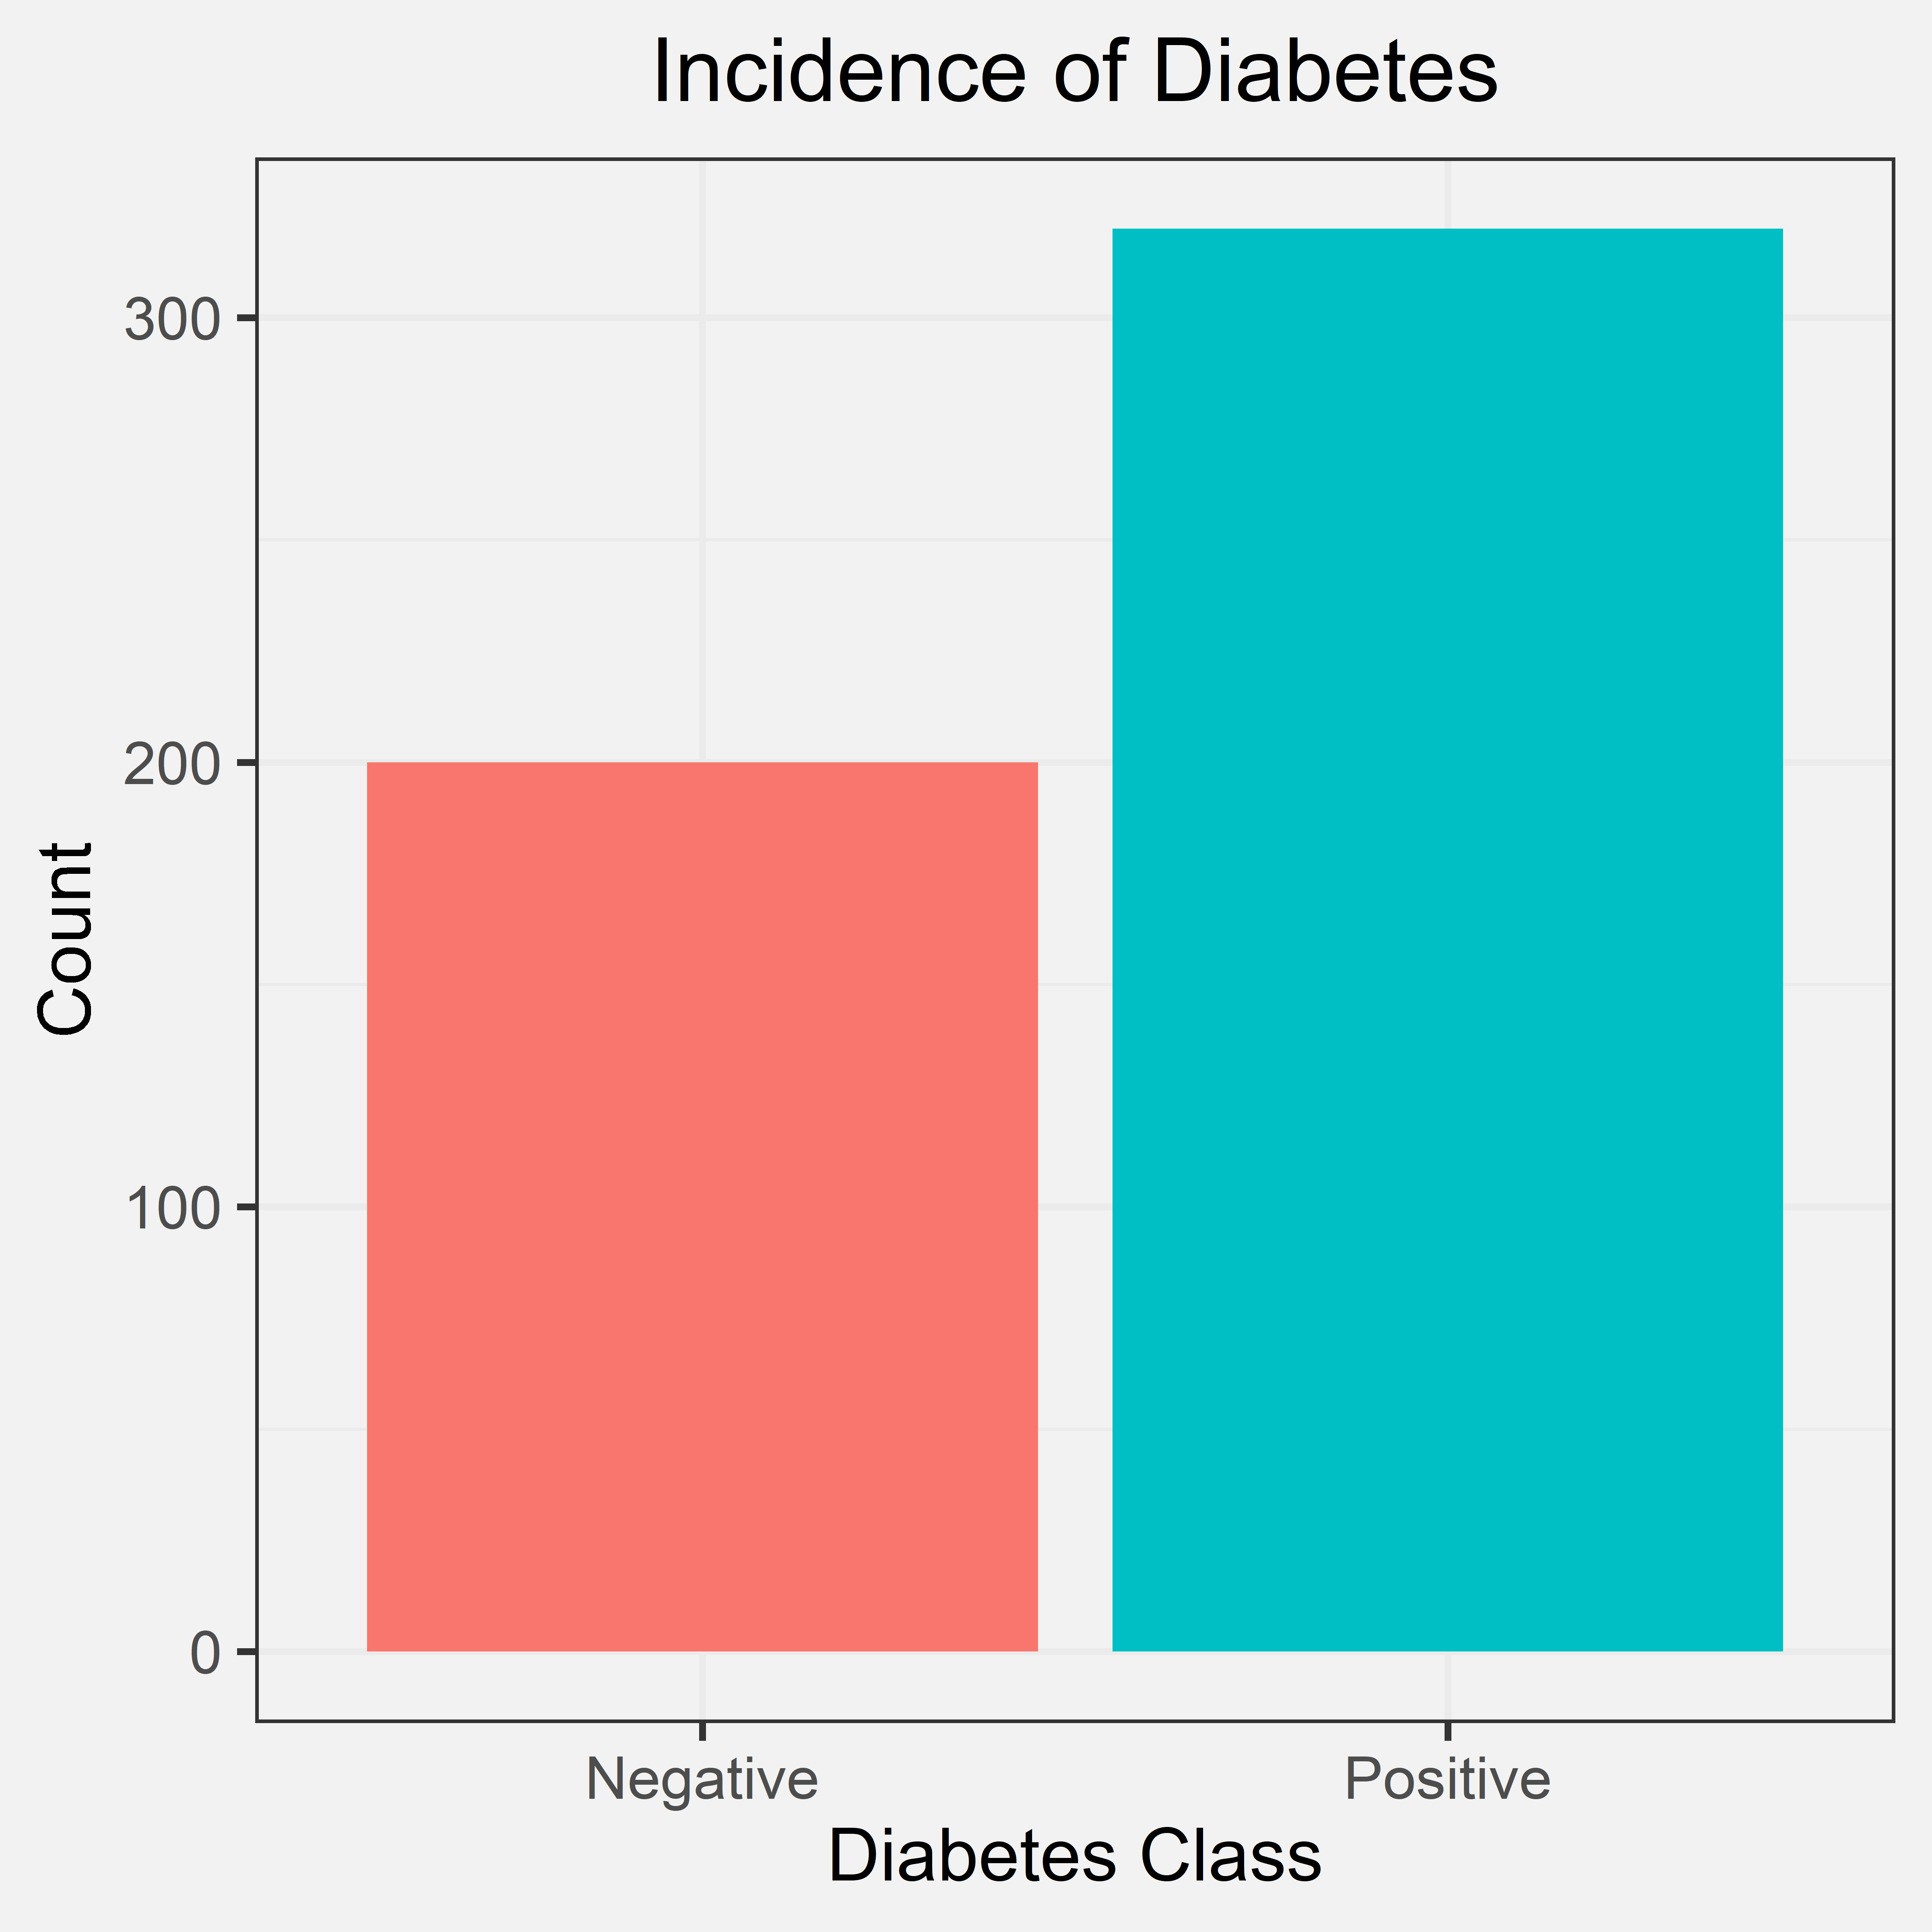 Incidence of Diabetes
300
200
100
0
Count
Negative Positive
Diabetes Class